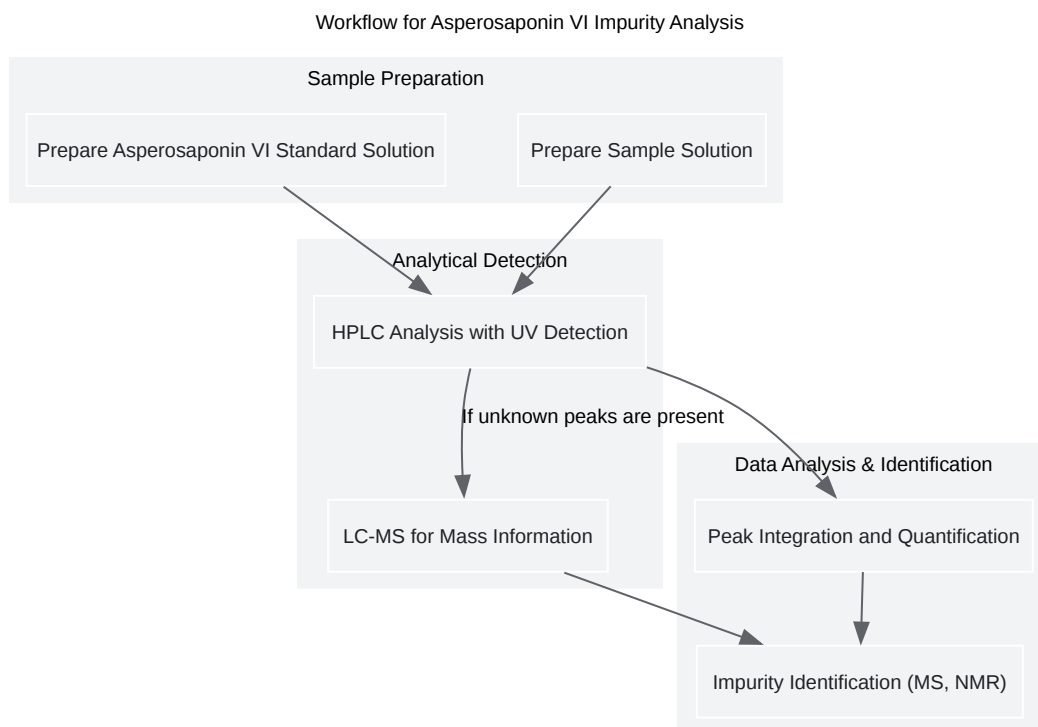 Workflow for Asperosaponin VI Impurity Analysis
Sample Preparation
Prepare Asperosaponin VI Standard Solution
Prepare Sample Solution
Analytical Detection
HPLC Analysis with UV Detection
If unknown peaks are present
Data Analysis & Identification
LC-MS for Mass Information
Peak Integration and Quantification
Impurity Identification (MS, NMR)